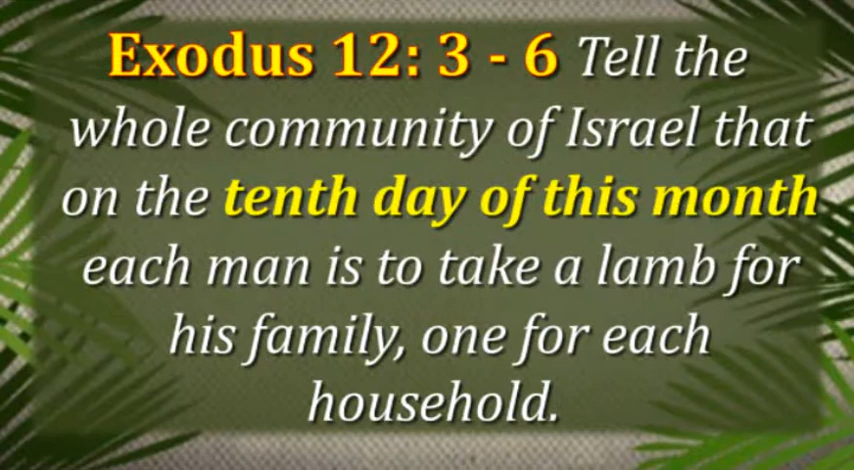 Exodus 12: 3 - 6 Tell the
whole community of Israel that
on the tenth day of this month
each man is to take a lamb for
his family, one for each
household.